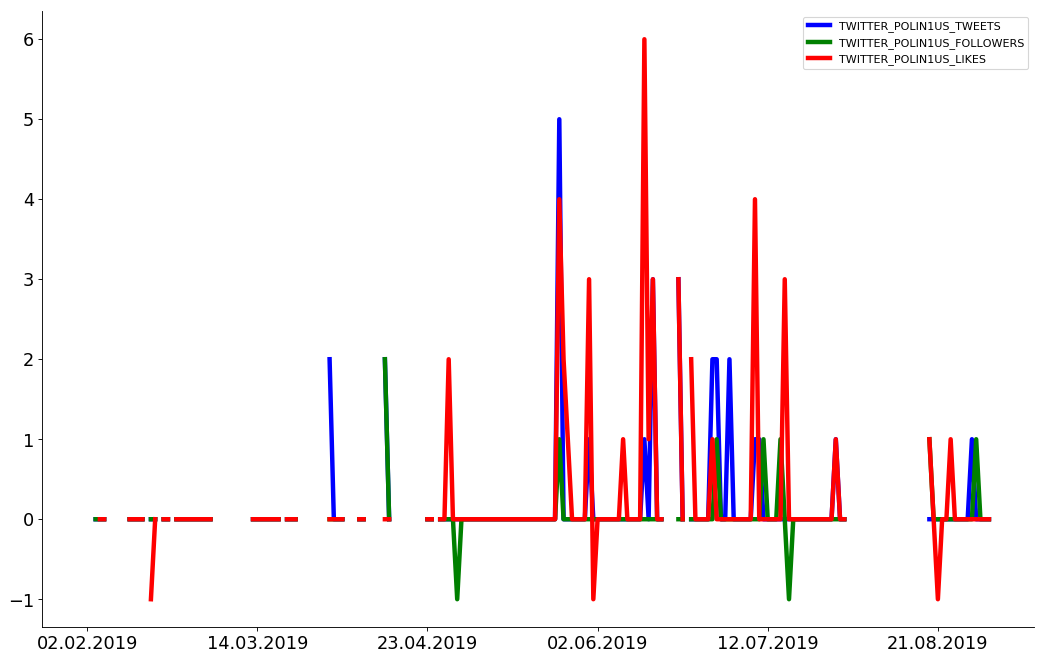 TWITTER_POLIN1US_TWEETS
TWITTER_POLIN1US_FOLLOWERS
TWITTER_POLIN1US_LIKES
6
5
4
3
2
1
0
−1
02.02.2019 14.03.2019 23.04.2019 02.06.2019 12.07.2019 21.08.2019